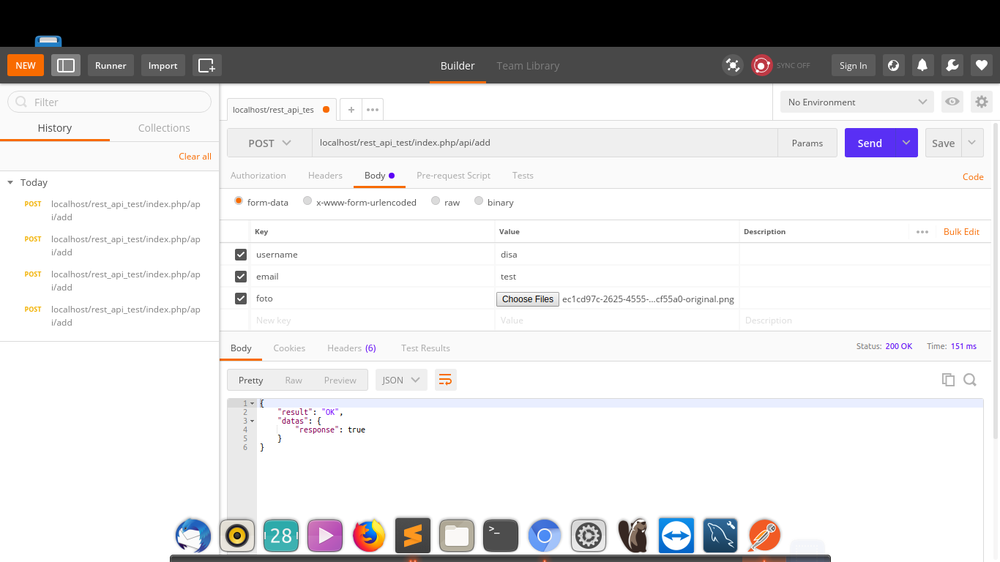 NEW
Runner
Import
Builder
Team Library
SYNC OFF
Sign In
Filter
History
Collections
Clear all
Today
POST localhost/rest_api_test/index.php/ap
i/add
POST localhost/rest_api_test/index.php/ap
i/add
POST localhost/rest_api_test/index.php/ap
i/add
POST localhost/rest_api_test/index.php/ap
i/add
localhost/rest_api_tes
+
•••
No Environment
POST
localhost/rest_api_test/index.php/api/add
Params
Send
Save
Authorization
Headers
Body
Pre-request Script
Tests
Code
form-data
x-www-form-urlencoded
raw
binary
Key Value Description
•••
Bulk Edit
username disa
email test
foto Choose Files ec1cd97c-2625-4555-...cf55a0-original.png
New key Value Description
Body
Cookies
Headers (6)
Test Results
Status: 200 OK
Time: 151 ms
Pretty
Raw
Preview
JSON
1 {
2 "result": "OK",
3 "datas": {
4 "response": true
5 }
6 }
28
>_